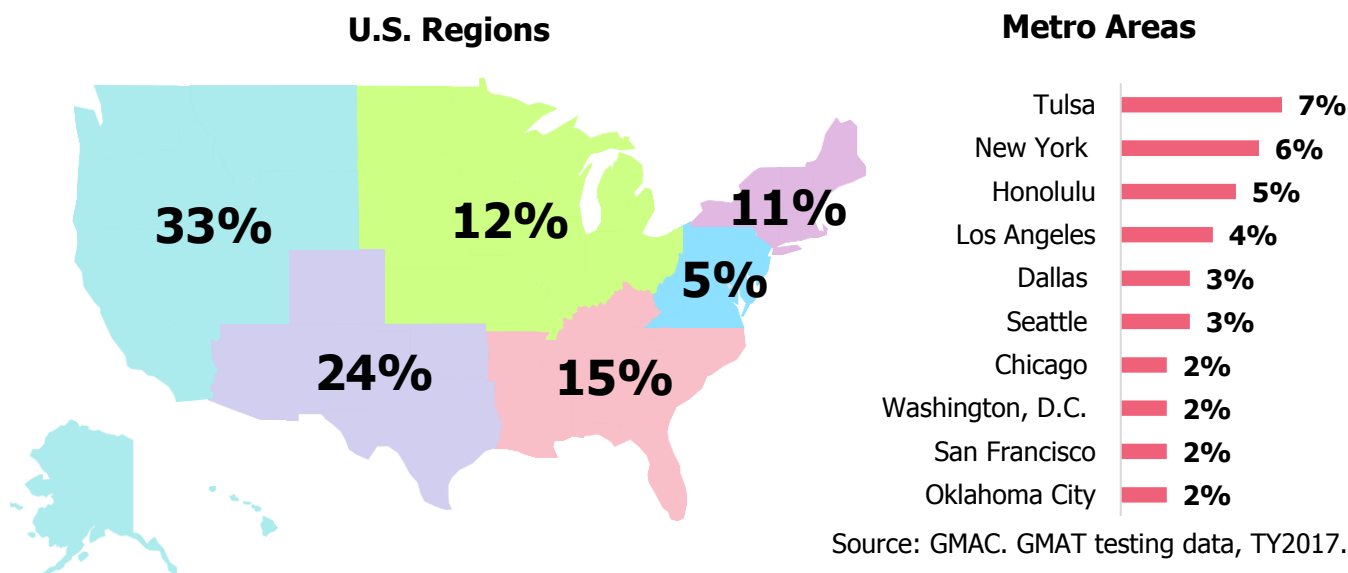 U.S. Regions
33%
12%
11%
5%
24%
15%
Metro Areas
Tulsa 7%
New York 6%
Honolulu 5%
Los Angeles 4%
Dallas 3%
Seattle 3%
Chicago 2%
Washington, D.C. 2%
San Francisco 2%
Oklahoma City 2%
Source: GMAC. GMAT testing data, TY2017.